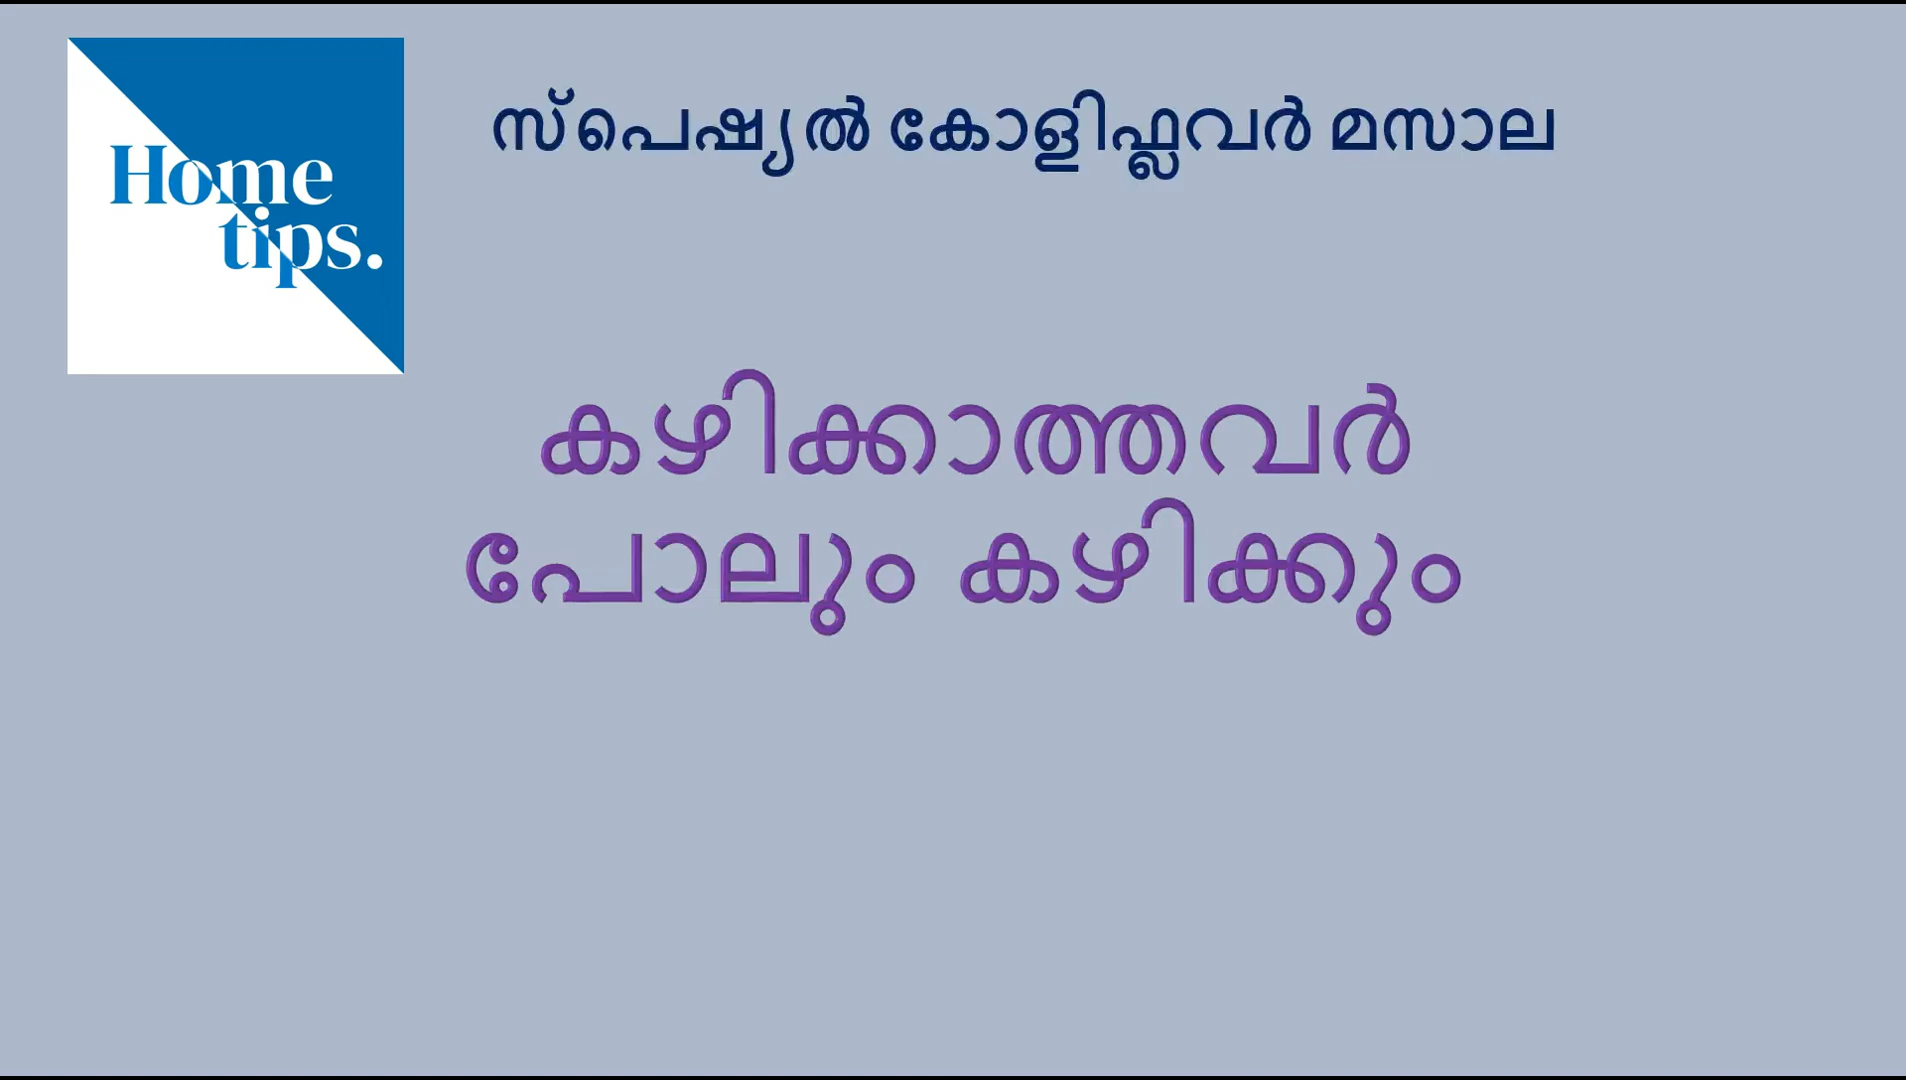 Home
tips.
സ്പെഷ്യൽ കോളിഫ്ലവർ മസാല
കഴിക്കാത്തവർ
പോലും കഴിക്കും